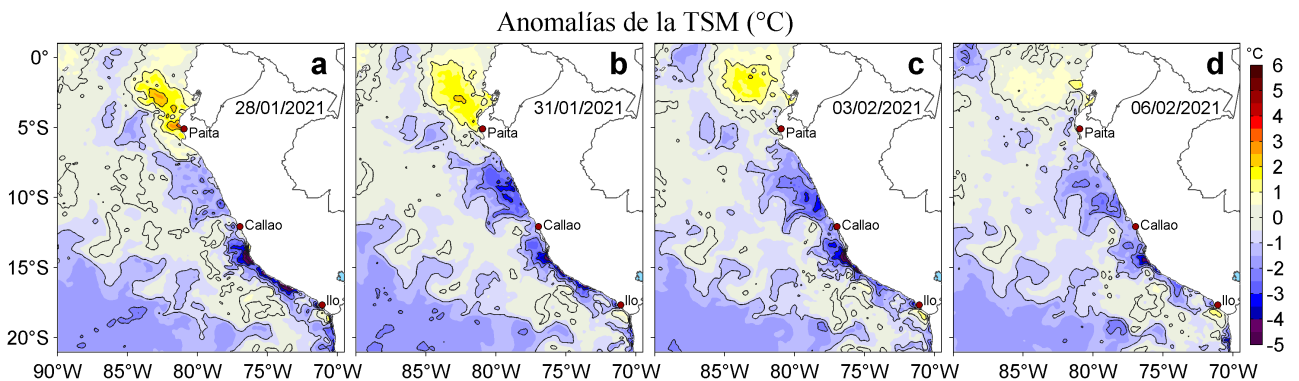 Anomalías de la TSM (°C)
0°
5°S
10°S
15°S
20°S
a
28/01/2021
Paita
Callao
Ilo
90°W 85°W 80°W 75°W 70°W
b
31/01/2021
Paita
Callao
Ilo
85°W 80°W 75°W 70°W
c
03/02/2021
Paita
Callao
Ilo
85°W 80°W 75°W 70°W
d
06/02/2021
Paita
Callao
Ilo
85°W 80°W 75°W 70°W
°C
6
5
4
3
2
1
0
-1
-2
-3
-4
-5